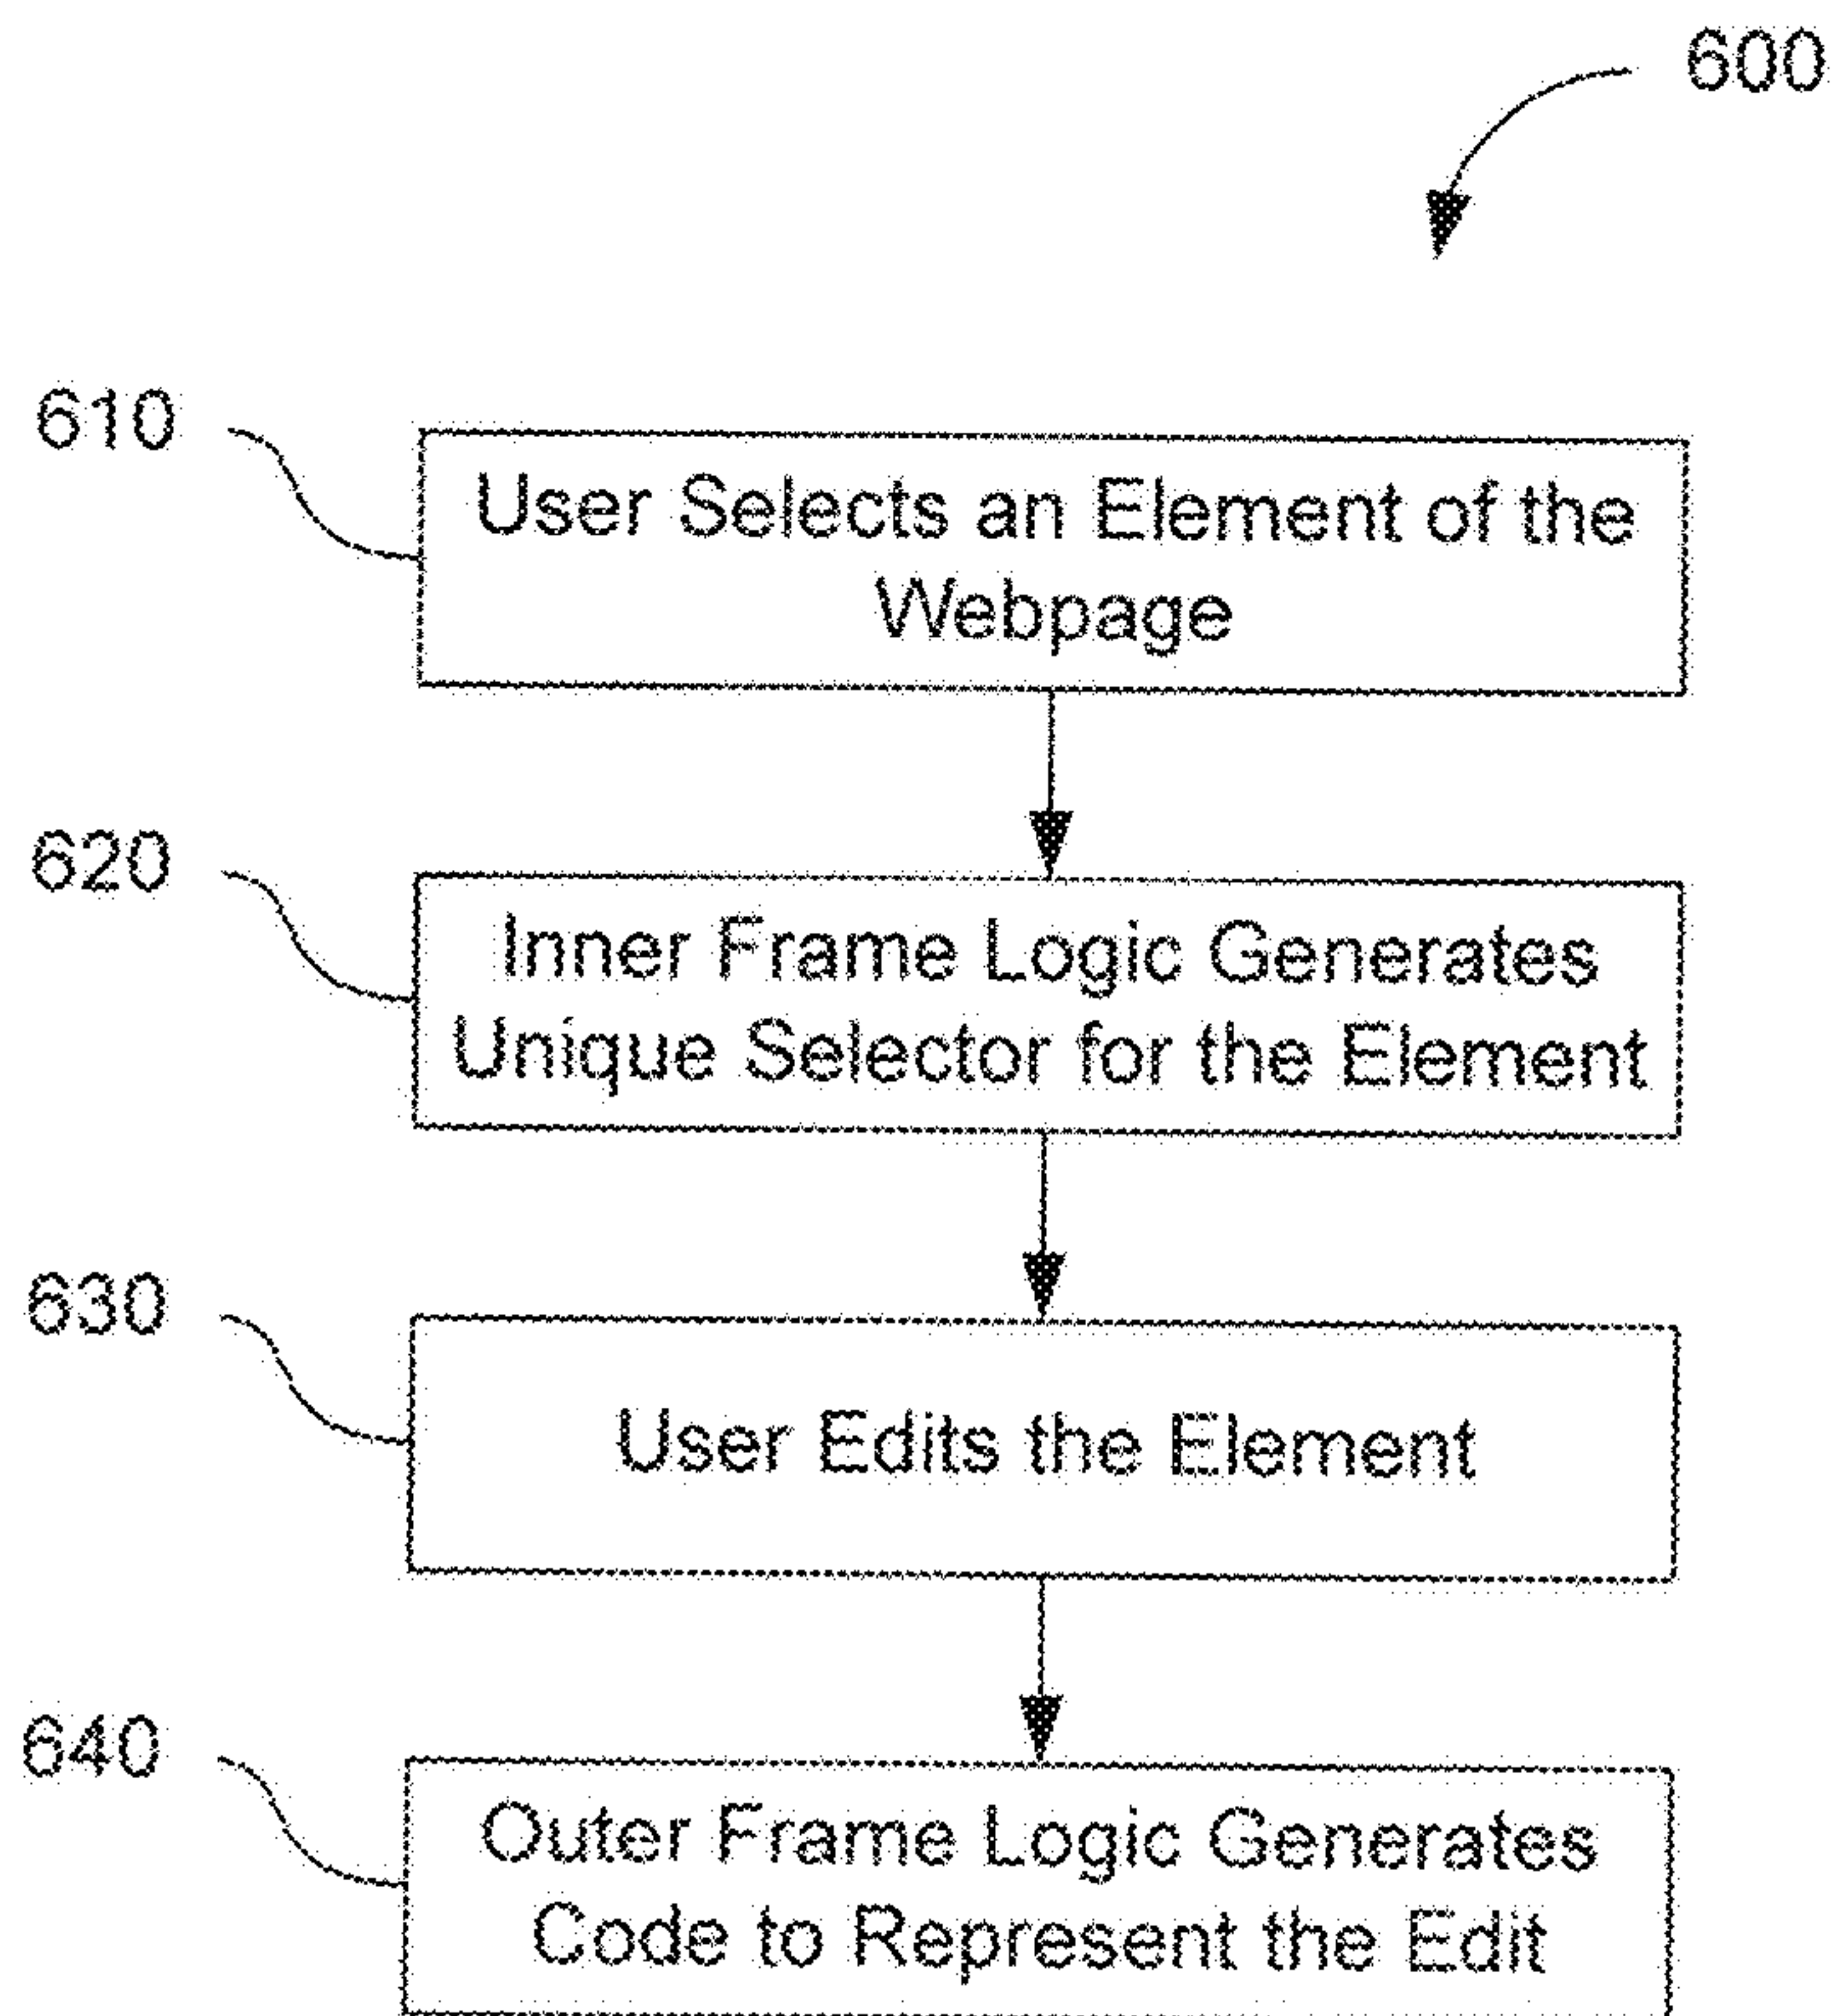 600
610
User Selects an Element of the
Webpage
620
Inner Frame Logic Generates
Unique Selector for the Element
630
User Edits the Element
640
Outer Frame Logic Generates
Code to Represent the Edit